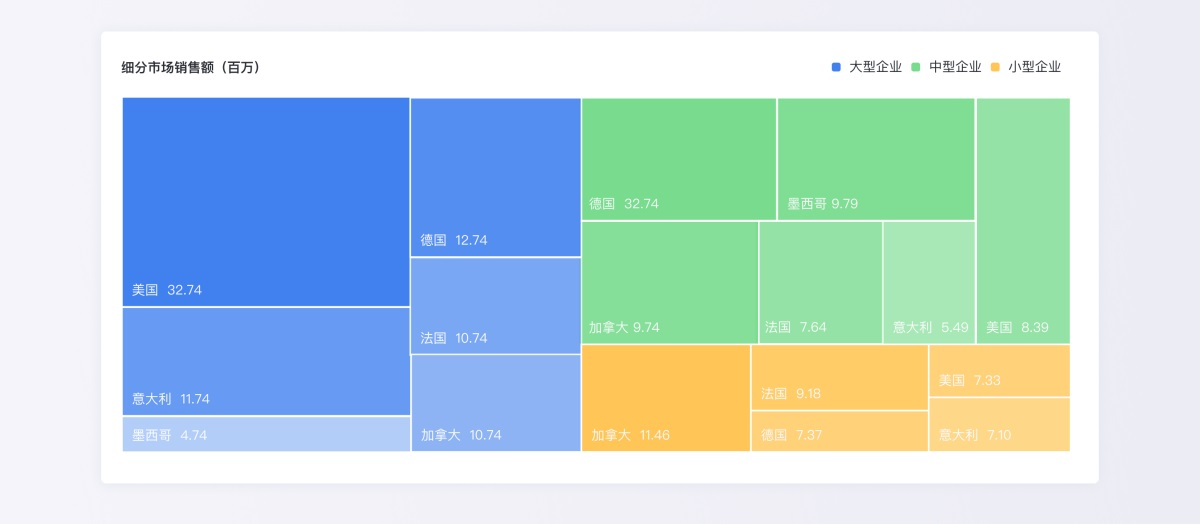 细分市场销售额（百万）
大型企业 中型企业 小型企业
美国 32.74
意大利 11.74
墨西哥 4.74
德国 12.74
法国 10.74
加拿大 10.74
德国 32.74
墨西哥 9.79
加拿大 9.74
法国 7.64
意大利 5.49
美国 8.39
加拿大 11.46
法国 9.18
德国 7.37
美国 7.33
意大利 7.10